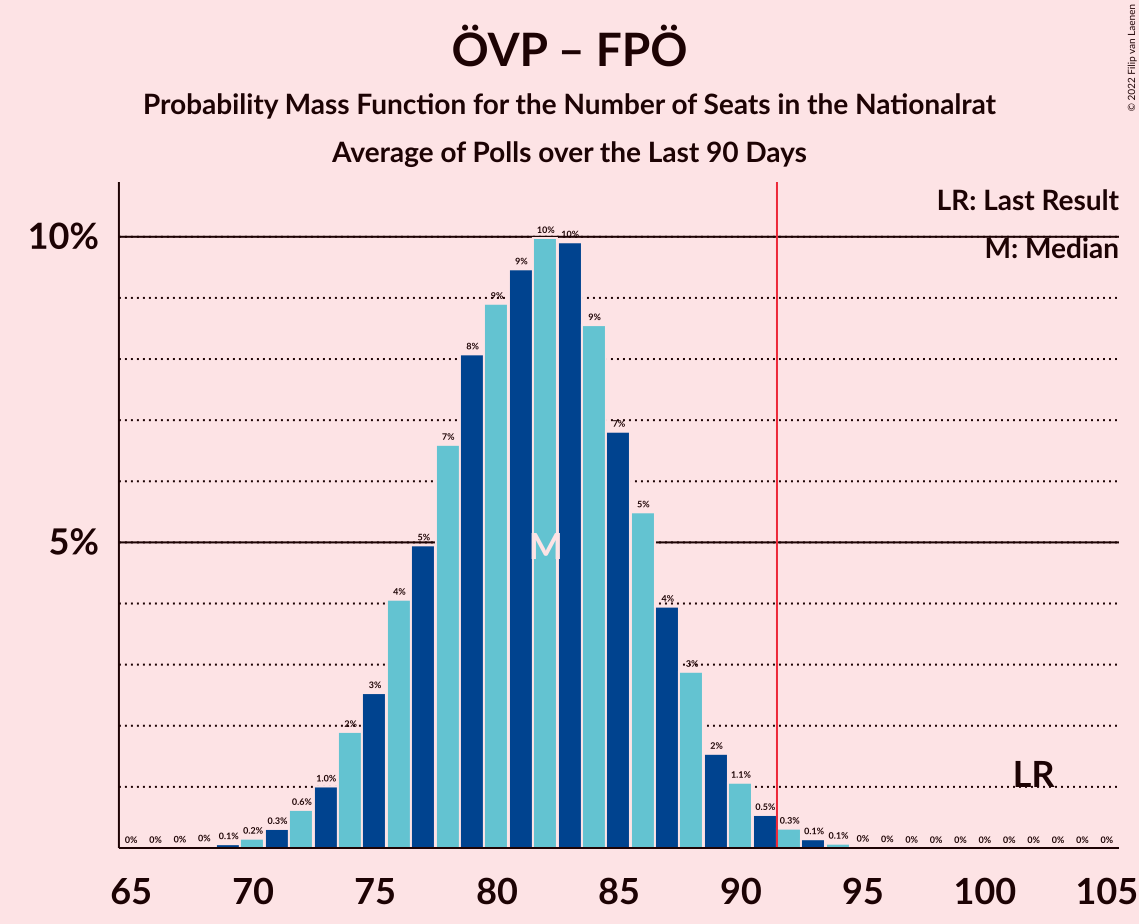 ÖVP – FPÖ
Probability Mass Function for the Number of Seats in the Nationalrat
Average of Polls over the Last 90 Days
© 2022 Filip van Laenen
LR: Last Result
M: Median
10%
5%
0% 0% 0% 0% 0.1% 0.2% 0.3% 0.6% 1.0% 2% 3% 4% 5% 7% 8% 9% 9% 10% 10% 9% 7% 5% 4% 3% 2% 1.1% 0.5% 0.3% 0.1% 0.1% 0% 0% 0% 0% 0% 0% 0% 0% 0% 0% 0%
M
LR
65 70 75 80 85 90 95 100 105